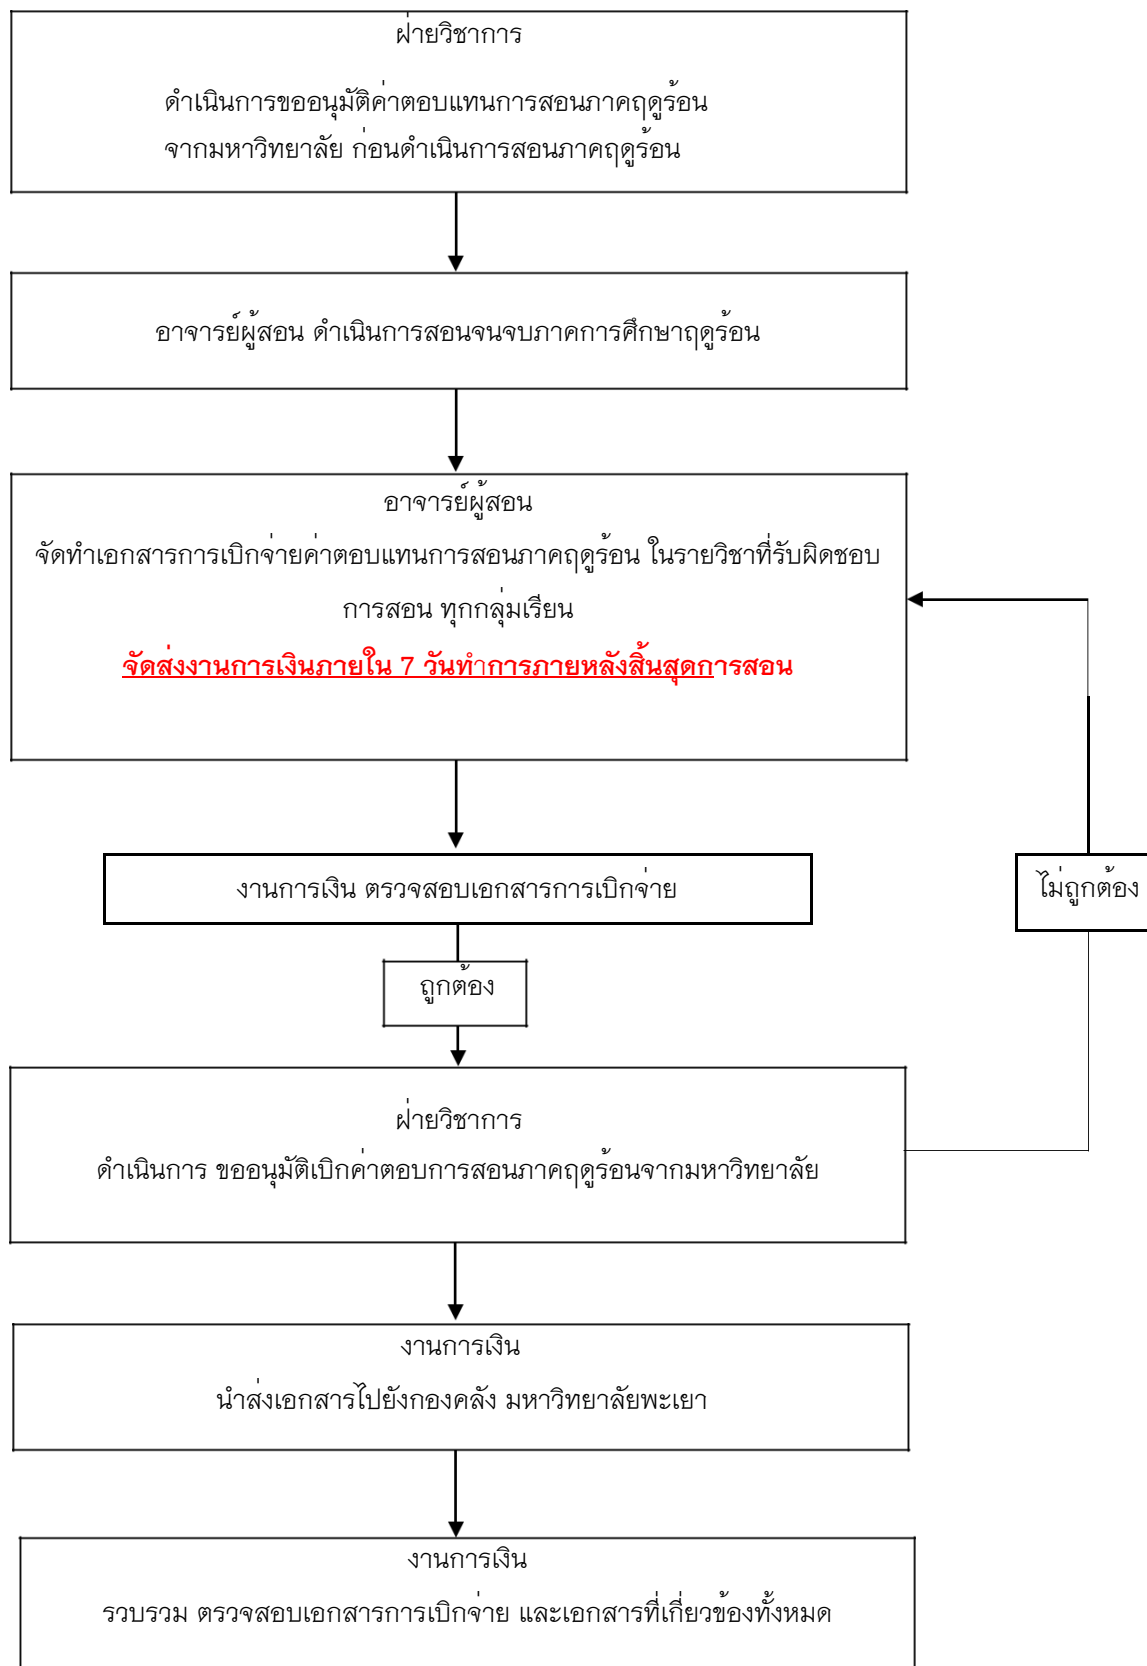 ฝ่ายวิชาการ
ดำเนินการขออนุมัติค่าตอบแทนการสอนภาคฤดูร้อน
จากมหาวิทยาลัย ก่อนดำเนินการสอนภาคฤดูร้อน
อาจารย์ผู้สอน ดำเนินการสอนจนจบภาคการศึกษาฤดูร้อน
อาจารย์ผู้สอน
จัดทำเอกสารการเบิกจ่ายค่าตอบแทนการสอนภาคฤดูร้อน ในรายวิชาที่รับผิดชอบ
การสอน ทุกกลุ่มเรียน
จัดส่งงานการเงินภายใน 7 วันทำการภายหลังสิ้นสุดการสอน
งานการเงิน ตรวจสอบเอกสารการเบิกจ่าย
ไม่ถูกต้อง
ถูกต้อง
ฝ่ายวิชาการ
ดำเนินการ ขออนุมัติเบิกค่าตอบการสอนภาคฤดูร้อนจากมหาวิทยาลัย
งานการเงิน
นำส่งเอกสารไปยังกองคลัง มหาวิทยาลัยพะเยา
งานการเงิน
รวบรวม ตรวจสอบเอกสารการเบิกจ่าย และเอกสารที่เกี่ยวข้องทั้งหมด